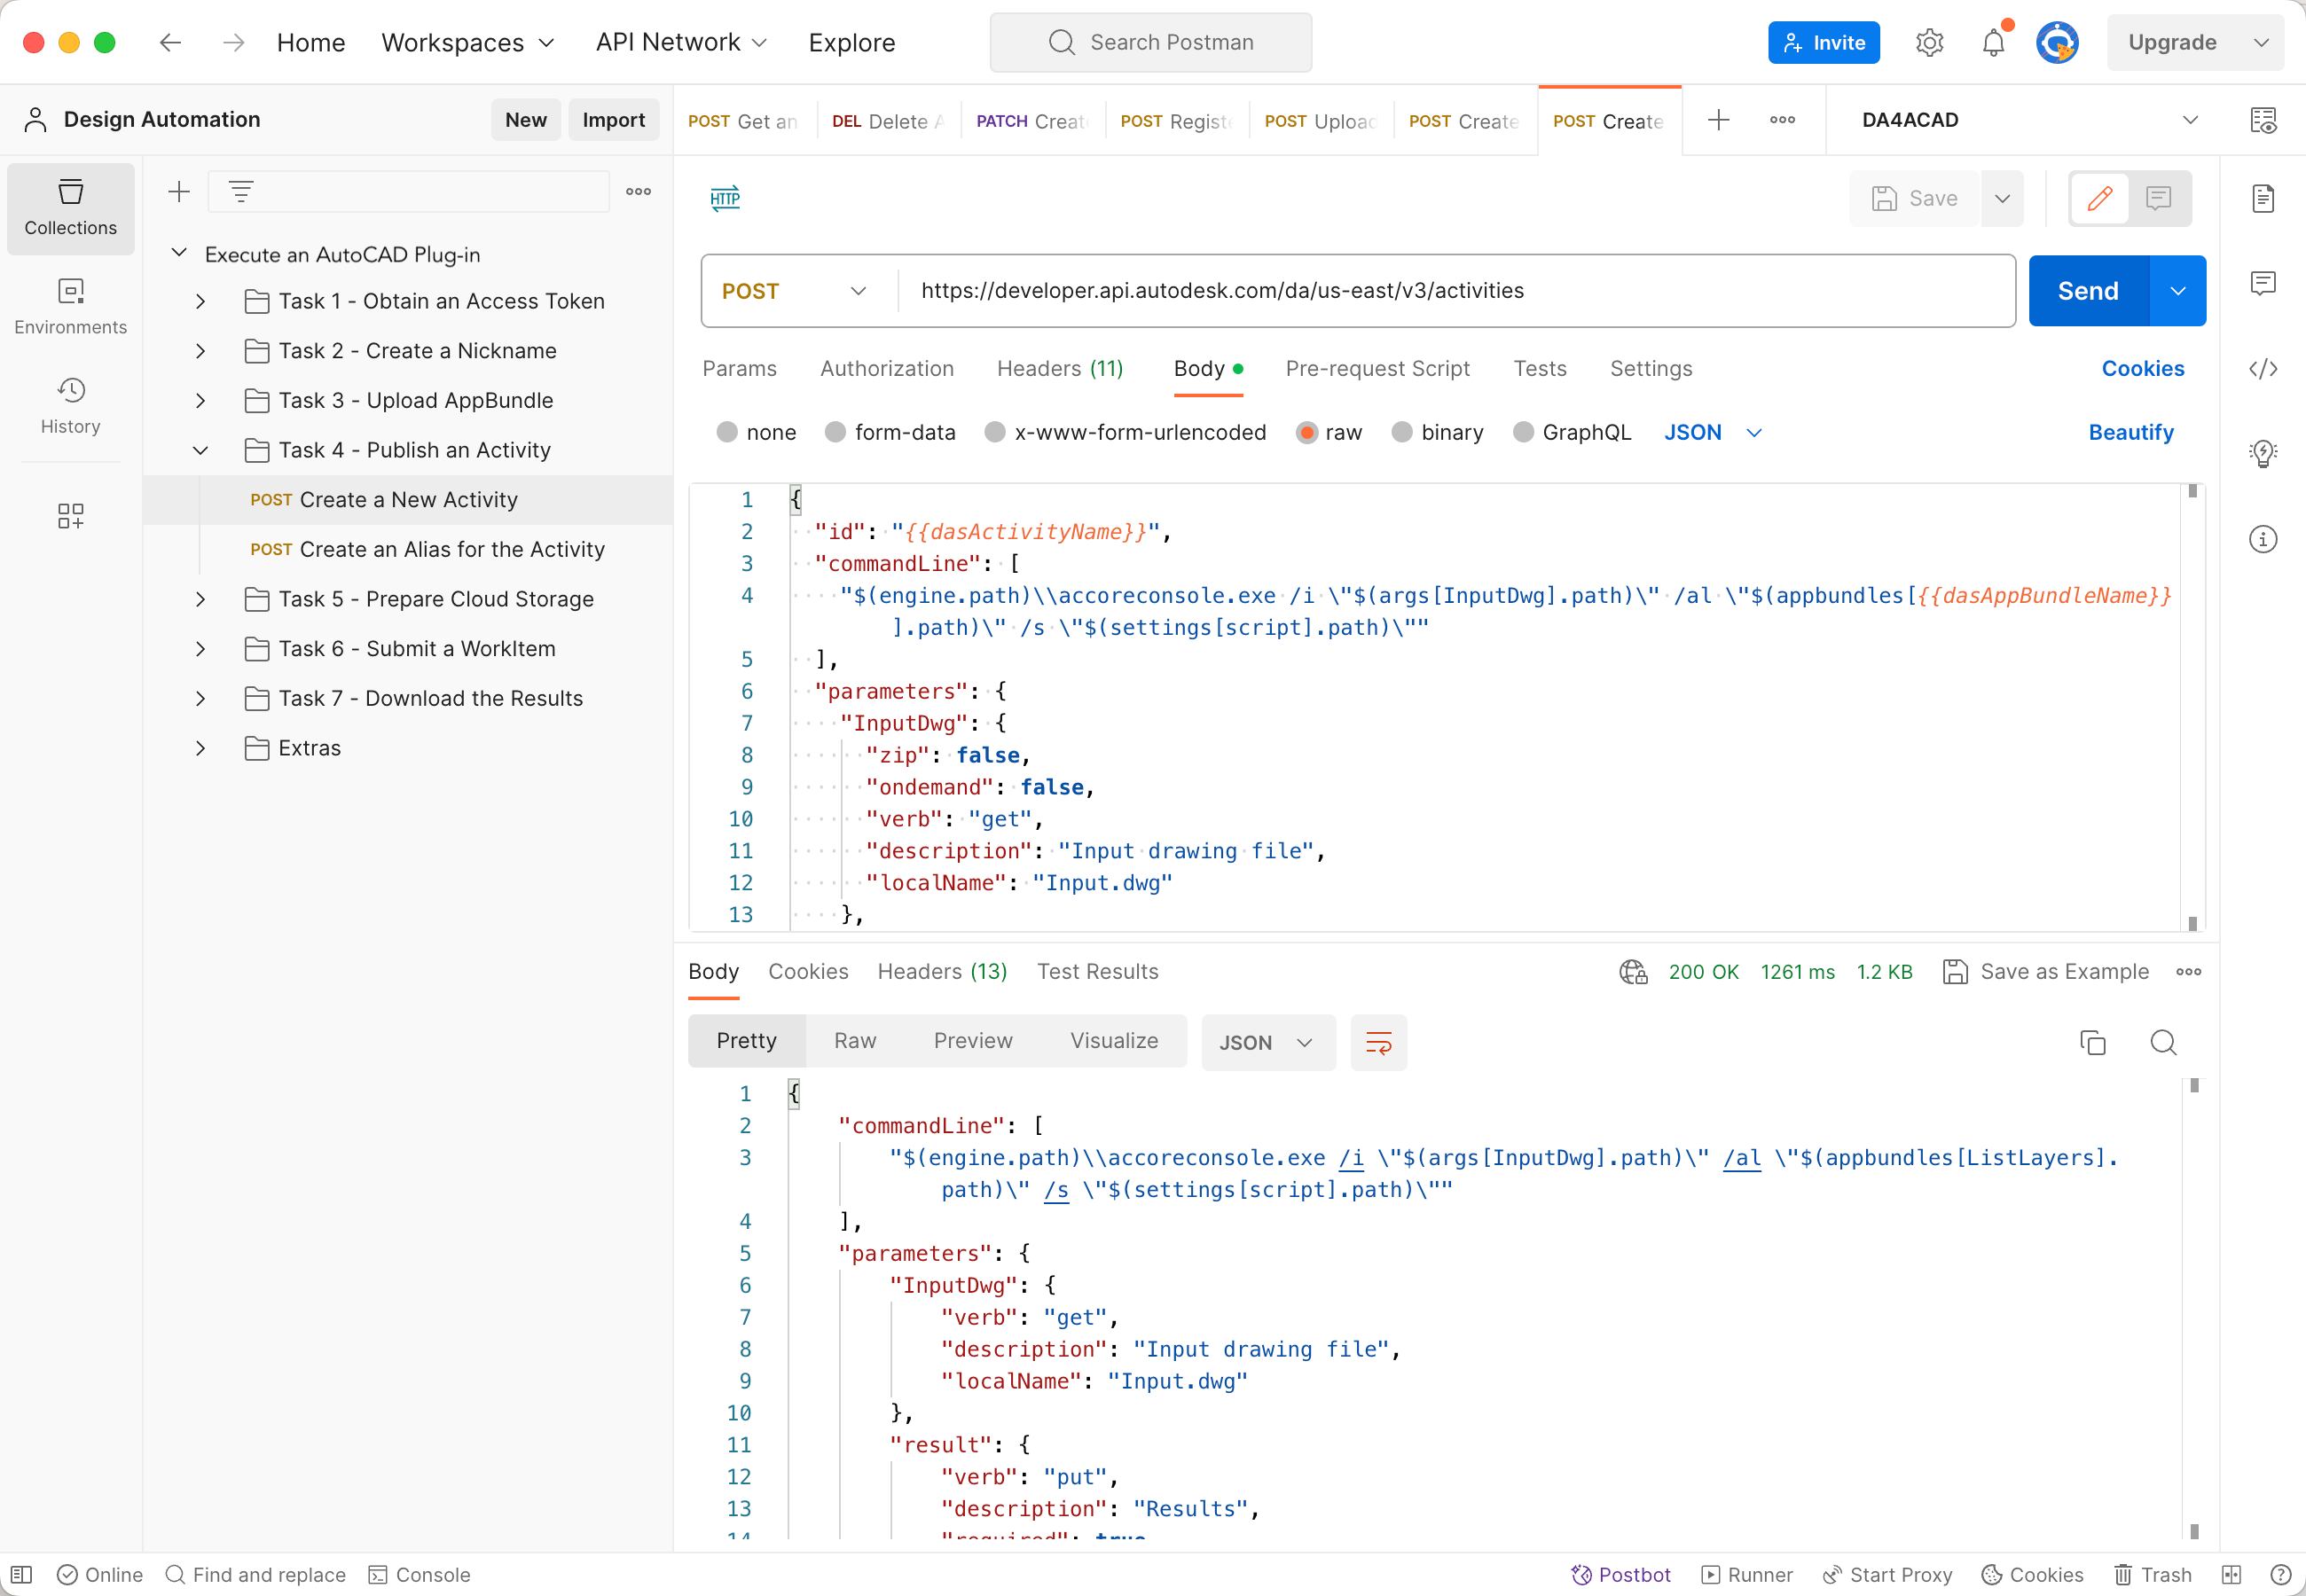 Home Workspaces API Network Explore Search Postman Invite Upgrade
Design Automation New Import
POST Get an DEL Delete PATCH Creat POST Regist POST Uploa POST Create POST Create
DA4ACAD
Collections
Environments
History
Execute an AutoCAD Plug-in
Task 1 - Obtain an Access Token
Task 2 - Create a Nickname
Task 3 - Upload AppBundle
Task 4 - Publish an Activity
POST Create a New Activity
POST Create an Alias for the Activity
Task 5 - Prepare Cloud Storage
Task 6 - Submit a WorkItem
Task 7 - Download the Results
Extras
HTTP Save
POST https://developer.api.autodesk.com/da/us-east/v3/activities Send
Params Authorization Headers (11) Body Pre-request Script Tests Settings Cookies
none form-data x-www-form-urlencoded raw binary GraphQL JSON Beautify
1 {
2 "id": "{{dasActivityName}}",
3 "commandLine": [
4 "$(engine.path)\\accoreconsole.exe /i \"$(args[InputDwg].path)\" /al \"$(appbundles[{{dasAppBundleName}}
].path)\" /s \"$(settings[script].path)\""
5 ],
6 "parameters": {
7 "InputDwg": {
8 "zip": false,
9 "ondemand": false,
10 "verb": "get",
11 "description": "Input drawing file",
12 "localName": "Input.dwg"
13 },
Body Cookies Headers (13) Test Results 200 OK 1261 ms 1.2 KB Save as Example
Pretty Raw Preview Visualize JSON
1 {
2 "commandLine": [
3 "$(engine.path)\\accoreconsole.exe /i \"$(args[InputDwg].path)\" /al \"$(appbundles[ListLayers].
path)\" /s \"$(settings[script].path)\""
4 ],
5 "parameters": {
6 "InputDwg": {
7 "verb": "get",
8 "description": "Input drawing file",
9 "localName": "Input.dwg"
10 },
11 "result": {
12 "verb": "put",
13 "description": "Results",
14 "required": true
Online Find and replace Console Postbot Runner Start Proxy Cookies Trash